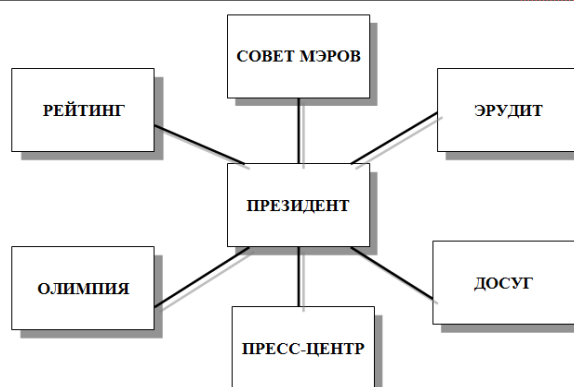 СОВЕТ МЭРОВ
РЕЙТИНГ
ЭРУДИТ
ПРЕЗИДЕНТ
ОЛИМПИЯ
ДОСУГ
ПРЕСС-ЦЕНТР